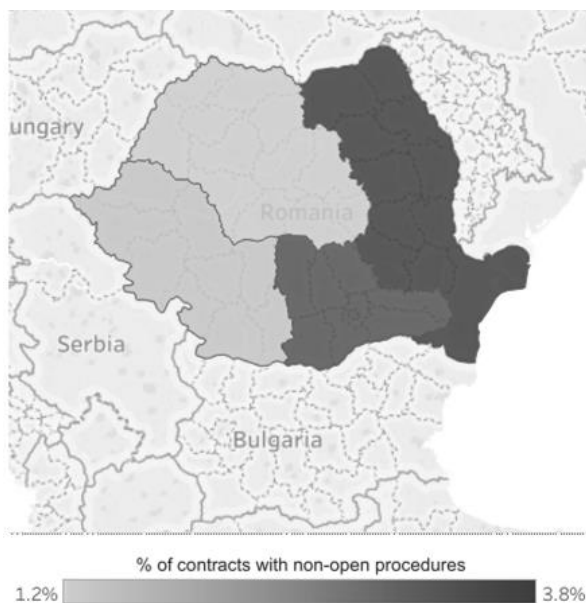 ungary
Romania
Serbia
Bulgaria
% of contracts with non-open procedures
1.2% 3.8%